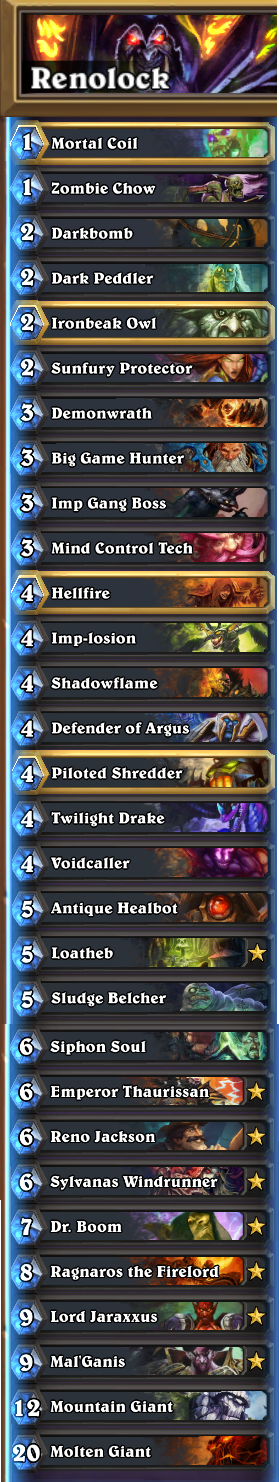 Renolock
1 Mortal Coil
1 Zombie Chow
2 Darkbomb
2 Dark Peddler
2 Ironbeak Owl
2 Sunfury Protector
3 Demonwrath
3 Big Game Hunter
3 Imp Gang Boss
3 Mind Control Tech
4 Hellfire
4 Imp-losion
4 Shadowflame
4 Defender of Argus
4 Piloted Shredder
4 Twilight Drake
4 Voidcaller
5 Antique Healbot
5 Loatheb
5 Sludge Belcher
6 Siphon Soul
6 Emperor Thaurissan
6 Reno Jackson
6 Sylvanas Windrunner
7 Dr. Boom
8 Ragnaros the Firelord
9 Lord Jaraxxus
9 Mal'Ganis
12 Mountain Giant
20 Molten Giant